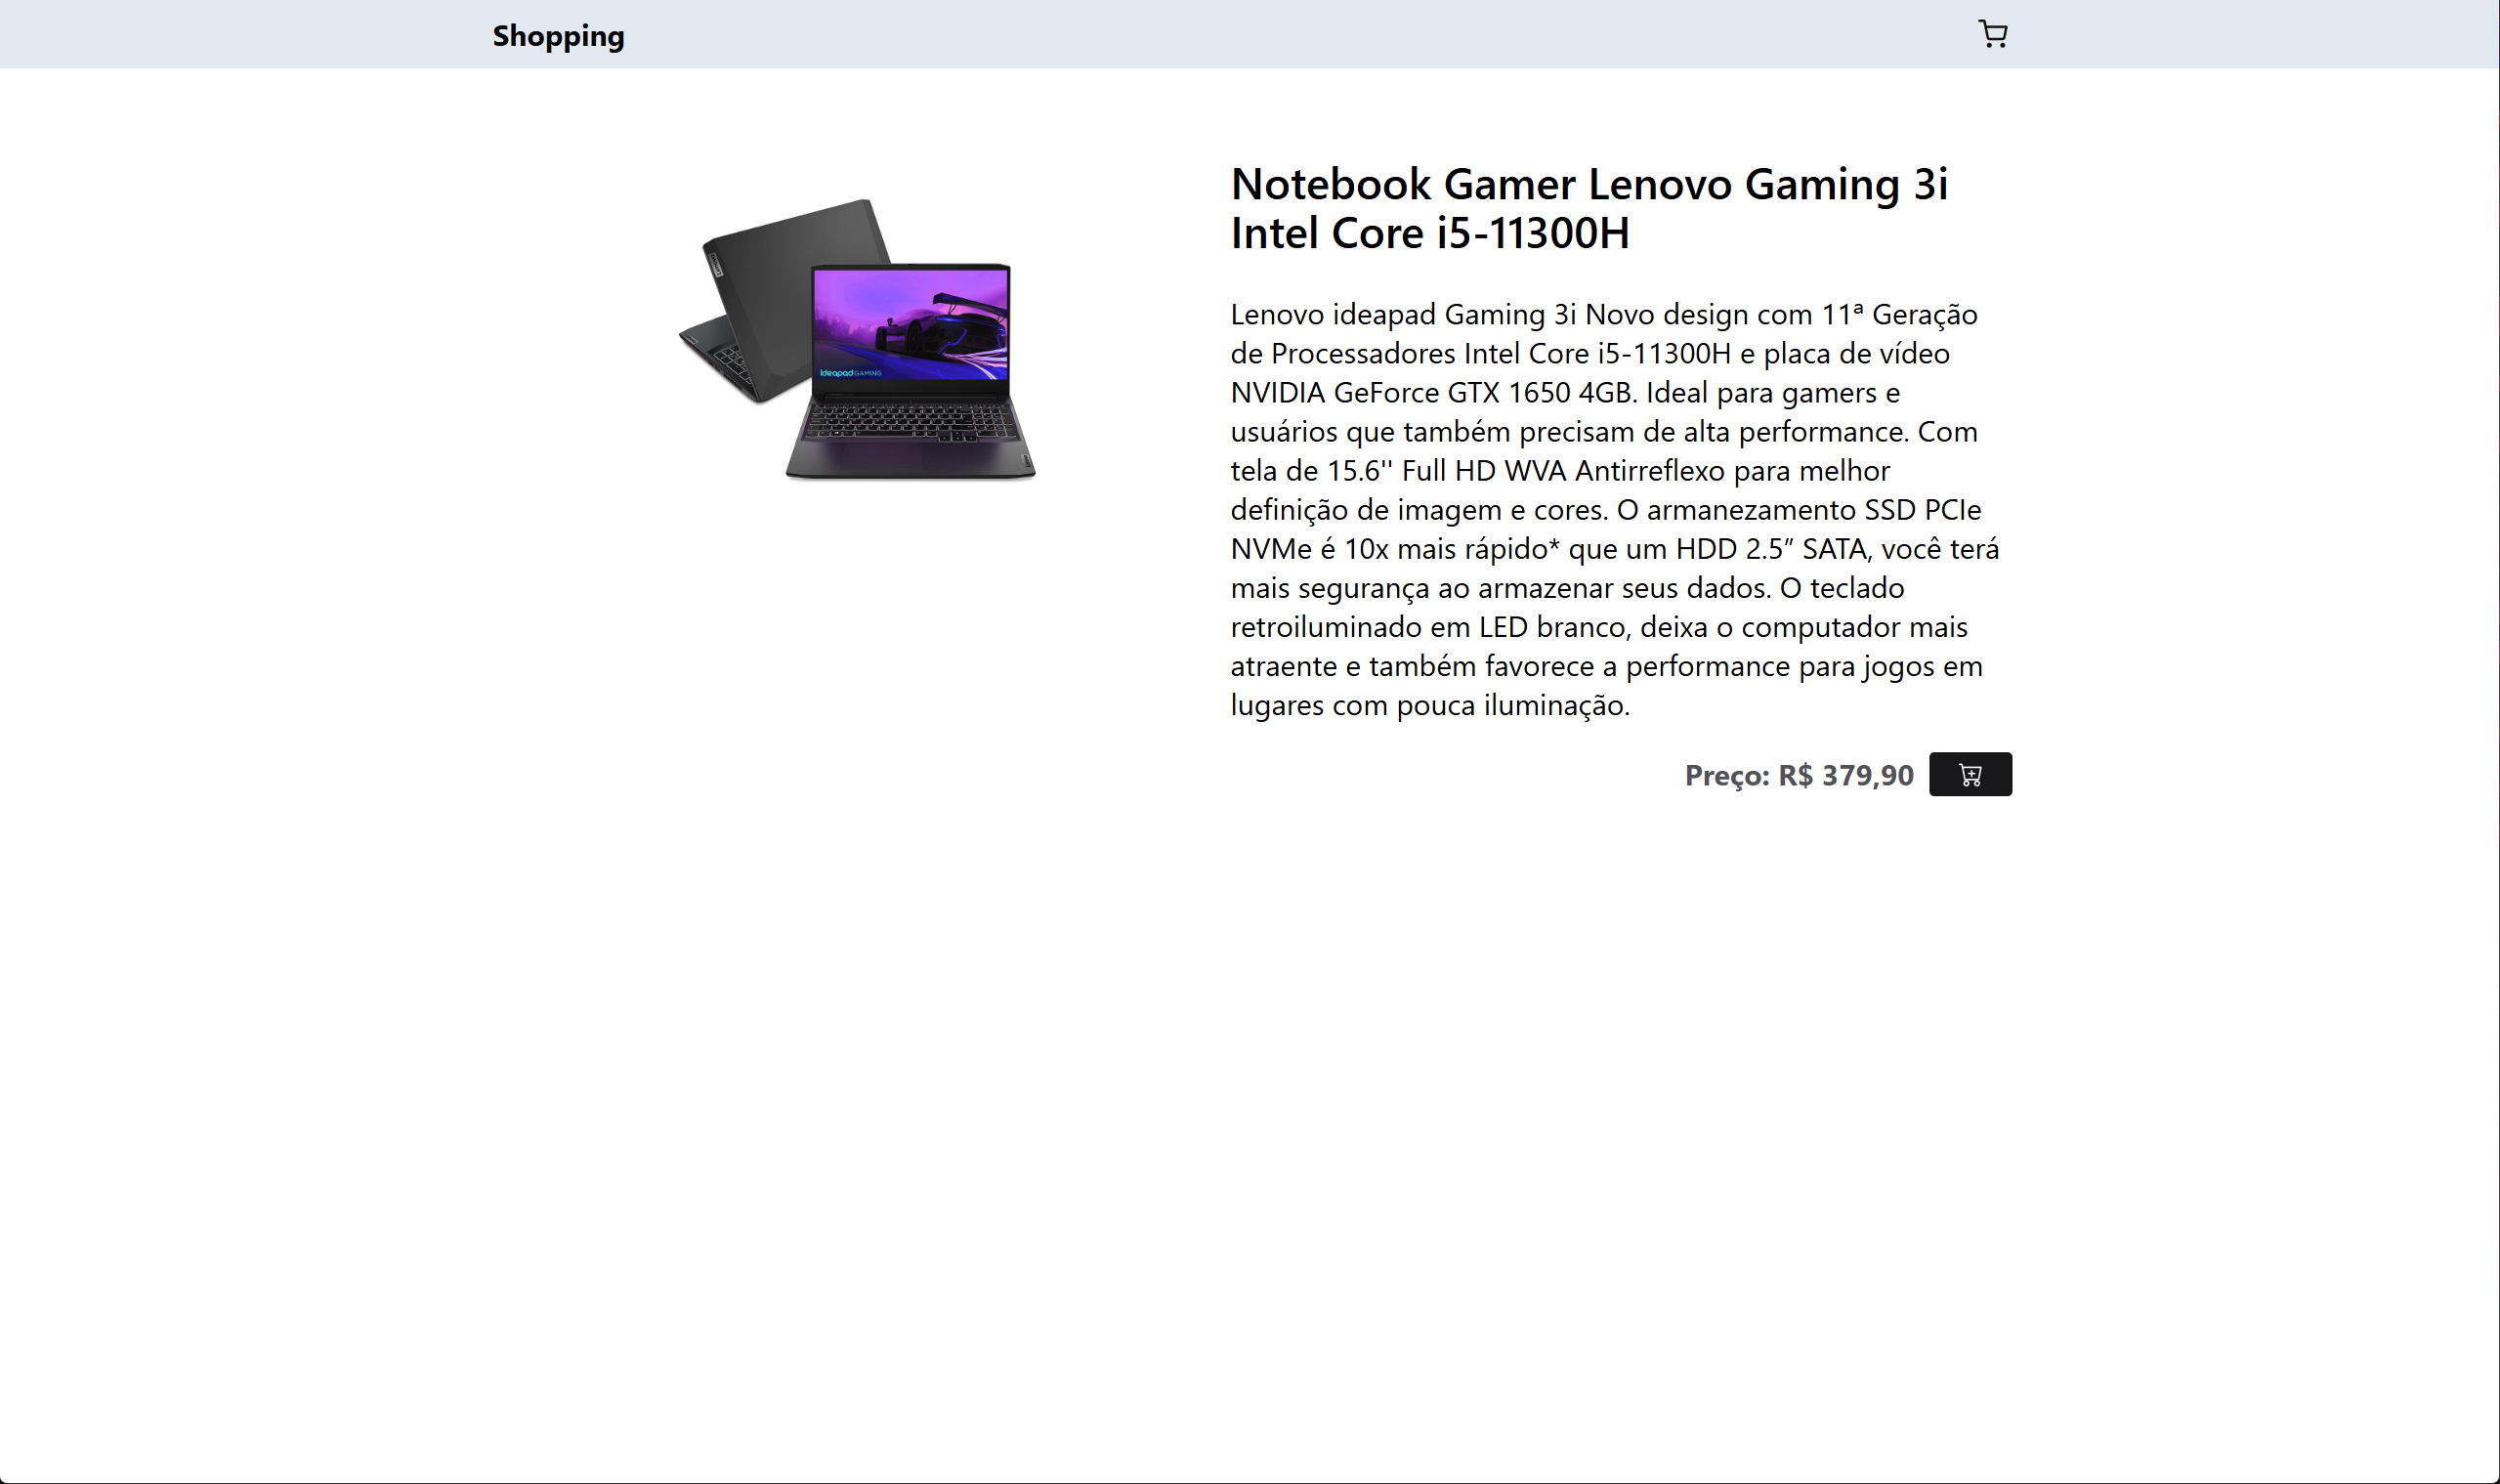 Shopping
Notebook Gamer Lenovo Gaming 3i
Intel Core i5-11300H
Lenovo ideapad Gaming 3i Novo design com 11ª Geração
de Processadores Intel Core i5-11300H e placa de vídeo
NVIDIA GeForce GTX 1650 4GB. Ideal para gamers e
usuários que também precisam de alta performance. Com
tela de 15.6'' Full HD WVA Antirreflexo para melhor
definição de imagem e cores. O armanezamento SSD PCIe
NVMe é 10x mais rápido* que um HDD 2.5” SATA, você terá
mais segurança ao armazenar seus dados. O teclado
retroiluminado em LED branco, deixa o computador mais
atraente e também favorece a performance para jogos em
lugares com pouca iluminação.
Preço: R$ 379,90
ideapad GAMING